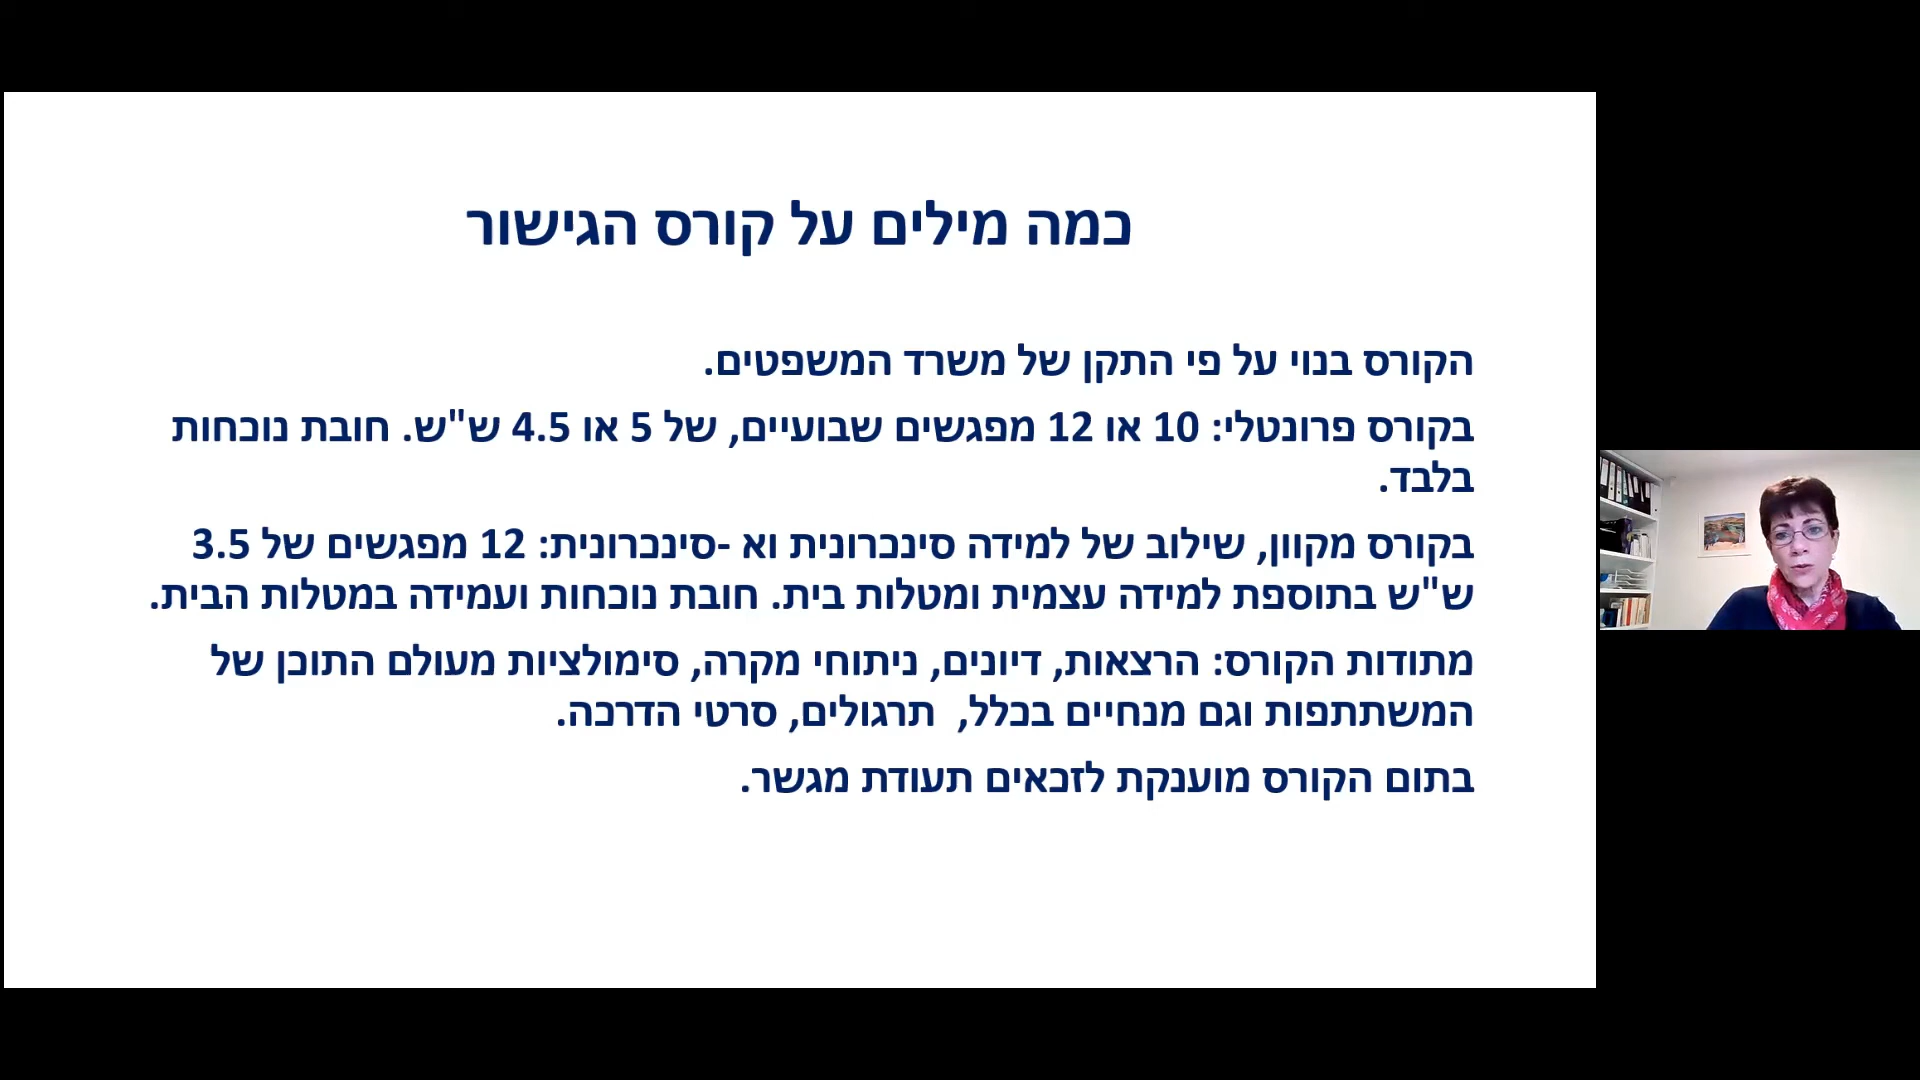 כמה מילים על קורס הגישור
הקורס בנוי על פי התקן של משרד המשפטים.
בקורס פרונטלי: 10 או 12 מפגשים שבועיים, של 5 או 4.5 ש"ש. חובת נוכחות
בלבד.
בקורס מקוון, שילוב של למידה סינכרונית וא -סינכרונית: 12 מפגשים של 3.5
ש"ש בתוספת למידה עצמית ומטלות בית. חובת נוכחות ועמידה במטלות הבית.
מתודות הקורס: הרצאות, דיונים, ניתוחי מקרה, סימולציות מעולם התוכן של
המשתתפות וגם מנחיים בכלל,  תרגולים, סרטי הדרכה.
בתום הקורס מוענקת לזכאים תעודת מגשר.